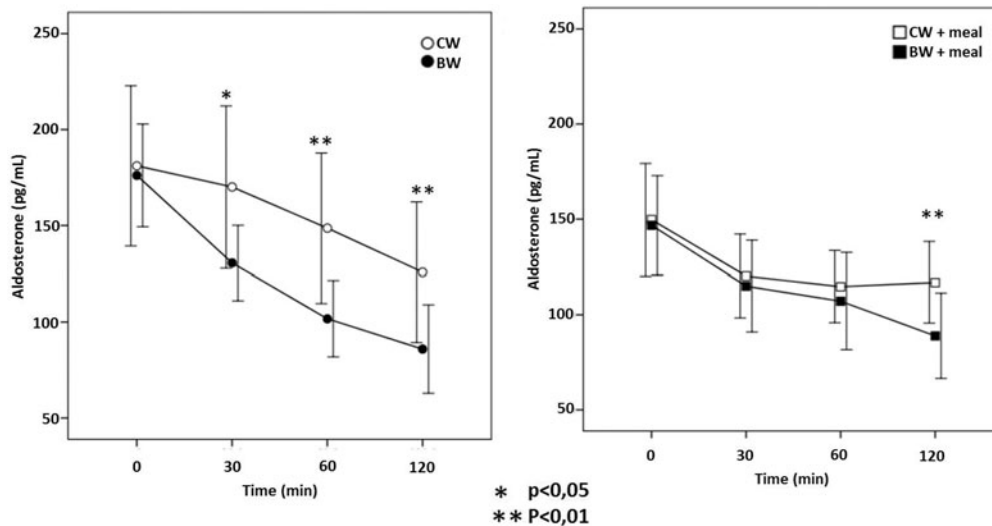 250
200
150
100
50
Aldosterone (pg/mL)
CW
BW
*
**
**
0 30 60 120
Time (min)
250
200
150
100
50
Aldosterone (pg/mL)
CW + meal
BW + meal
**
0 30 60 120
Time (min)
* p<0,05
** P<0,01